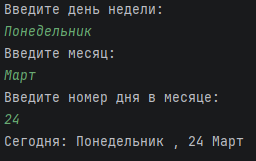 Введите день недели:
Понедельник
Введите месяц:
Март
Введите номер дня в месяце:
24
Сегодня: Понедельник , 24 Март